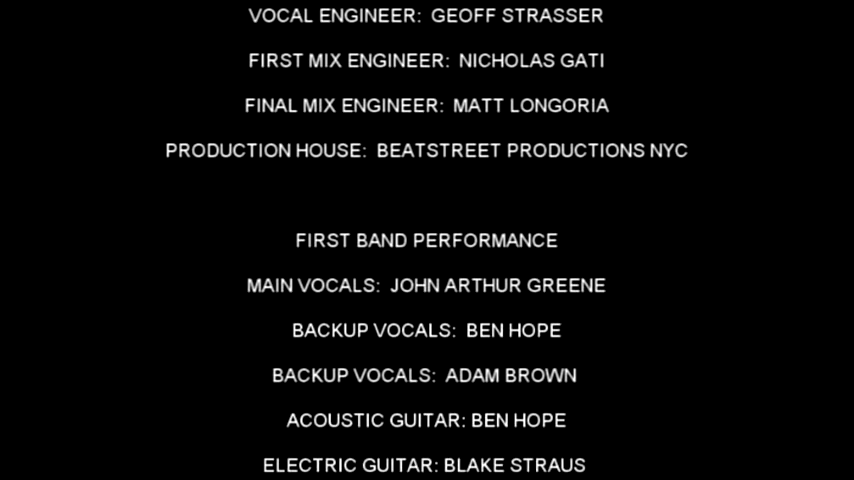 VOCAL ENGINEER: GEOFF STRASSER
FIRST MIX ENGINEER: NICHOLAS GATI
FINAL MIX ENGINEER: MATT LONGORIA
PRODUCTION HOUSE: BEATSTREET PRODUCTIONS NYC
FIRST BAND PERFORMANCE
MAIN VOCALS: JOHN ARTHUR GREENE
BACKUP VOCALS: BEN HOPE
BACKUP VOCALS: ADAM BROWN
ACOUSTIC GUITAR: BEN HOPE
ELECTRIC GUITAR: BLAKE STRAUS